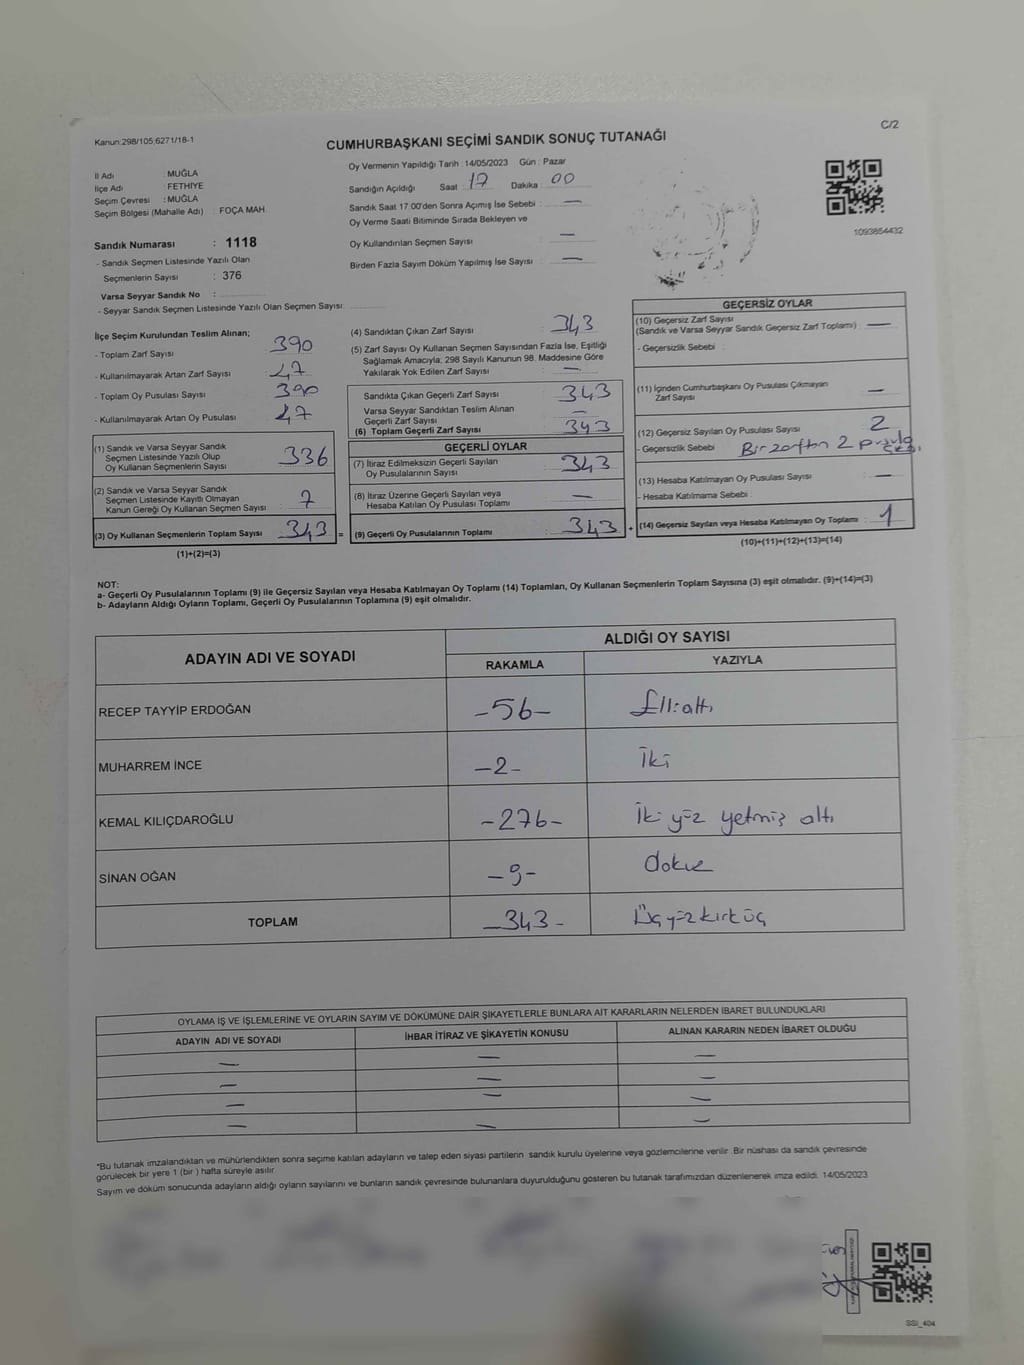 Kanun:298/105;6271/18-1
C/2
CUMHURBAŞKANI SEÇİMİ SANDIK SONUÇ TUTANAĞI
İl Adı : MUĞLA
İlçe Adı : FETHİYE
Seçim Çevresi : MUĞLA
Seçim Bölgesi (Mahalle Adı) : FOÇA MAH.
Sandık Numarası : 1118
- Sandık Seçmen Listesinde Yazılı Olan
Seçmenlerin Sayısı : 376
Varsa Seyyar Sandık No :
- Seyyar Sandık Seçmen Listesinde Yazılı Olan Seçmen Sayısı:
Oy Vermenin Yapıldığı Tarih : 14/05/2023 Gün : Pazar
Sandığın Açıldığı Saat : 17 Dakika : 00
Sandık Saat 17:00'den Sonra Açımış İse Sebebi : —
Oy Verme Saati Bitiminde Sırada Bekleyen ve
Oy Kullandırılan Seçmen Sayısı : —
Birden Fazla Sayım Döküm Yapılmış İse Sayısı : —
1093854432
İlçe Seçim Kurulundan Teslim Alınan;
- Toplam Zarf Sayısı : 390
- Kullanılmayarak Artan Zarf Sayısı : 47
- Toplam Oy Pusulası Sayısı : 390
- Kullanılmayarak Artan Oy Pusulası : 47
(1) Sandık ve Varsa Seyyar Sandık
Seçmen Listesinde Yazılı Olup
Oy Kullanan Seçmenlerin Sayısı : 336
(2) Sandık ve Varsa Seyyar Sandık
Seçmen Listesinde Kayıtlı Olmayan
Kanun Gereği Oy Kullanan Seçmen Sayısı : 7
(3) Oy Kullanan Seçmenlerin Toplam Sayısı : 343
(1)+(2)=(3)
(4) Sandıktan Çıkan Zarf Sayısı : 343
(5) Zarf Sayısı Oy Kullanan Seçmen Sayısından Fazla İse, Eşitliği
Sağlamak Amacıyla; 298 Sayılı Kanunun 98. Maddesine Göre
Yakılarak Yok Edilen Zarf Sayısı : —
Sandıkta Çıkan Geçerli Zarf Sayısı : 343
Varsa Seyyar Sandıktan Teslim Alınan
Geçerli Zarf Sayısı : —
(6) Toplam Geçerli Zarf Sayısı : 343
GEÇERLİ OYLAR
(7) İtiraz Edilmeksizin Geçerli Sayılan
Oy Pusulalarının Sayısı : 343
(8) İtiraz Üzerine Geçerli Sayılan veya
Hesaba Katılan Oy Pusulası Toplamı : —
= (9) Geçerli Oy Pusulalarının Toplamı : 343 +
GEÇERSİZ OYLAR
(10) Geçersiz Zarf Sayısı
(Sandık ve Varsa Seyyar Sandık Geçersiz Zarf Toplamı) : —
- Geçersizlik Sebebi :
(11) İçinden Cumhurbaşkanı Oy Pusulası Çıkmayan
Zarf Sayısı : —
(12) Geçersiz Sayılan Oy Pusulası Sayısı : 2
- Geçersizlik Sebebi : Bir zarftan 2 pusula
(13) Hesaba Katılmayan Oy Pusulası Sayısı : —
- Hesaba Katılmama Sebebi :
(14) Geçersiz Sayılan veya Hesaba Katılmayan Oy Toplamı : 1
(10)+(11)+(12)+(13)=(14)
NOT:
a- Geçerli Oy Pusulalarının Toplamı (9) ile Geçersiz Sayılan veya Hesaba Katılmayan Oy Toplamı (14) Toplamları, Oy Kullanan Seçmenlerin Toplam Sayısına (3) eşit olmalıdır. (9)+(14)=(3)
b- Adayların Aldığı Oyların Toplamı, Geçerli Oy Pusulalarının Toplamına (9) eşit olmalıdır.
ADAYIN ADI VE SOYADI
ALDIĞI OY SAYISI
RAKAMLA YAZIYLA
RECEP TAYYİP ERDOĞAN -56- Elli altı
MUHARREM İNCE -2- İki
KEMAL KILIÇDAROĞLU -276- İki yüz yetmiş altı
SİNAN OĞAN -9- dokuz
TOPLAM -343- Üç yüz kırk üç
OYLAMA İŞ VE İŞLEMLERİNE VE OYLARIN SAYIM VE DÖKÜMÜNE DAİR ŞİKAYETLERLE BUNLARA AİT KARARLARIN NELERDEN İBARET BULUNDUKLARI
ADAYIN ADI VE SOYADI İHBAR İTİRAZ VE ŞİKAYETİN KONUSU ALINAN KARARIN NEDEN İBARET OLDUĞU
— — —
— — —
— — —
— — —
*Bu tutanak imzalandıktan ve mühürlendikten sonra seçime katılan adayların ve talep eden siyasi partilerin sandık kurulu üyelerine veya gözlemcilerine verilir. Bir nüshası da sandık çevresinde
görülecek bir yere 1 (bir ) hafta süreyle asılır.
Sayım ve döküm sonucunda adayların aldığı oyların sayılarını ve bunların sandık çevresinde bulunanlara duyurulduğunu gösteren bu tutanak tarafımızdan düzenlenerek imza edildi. 14/05/2023
SSI_404